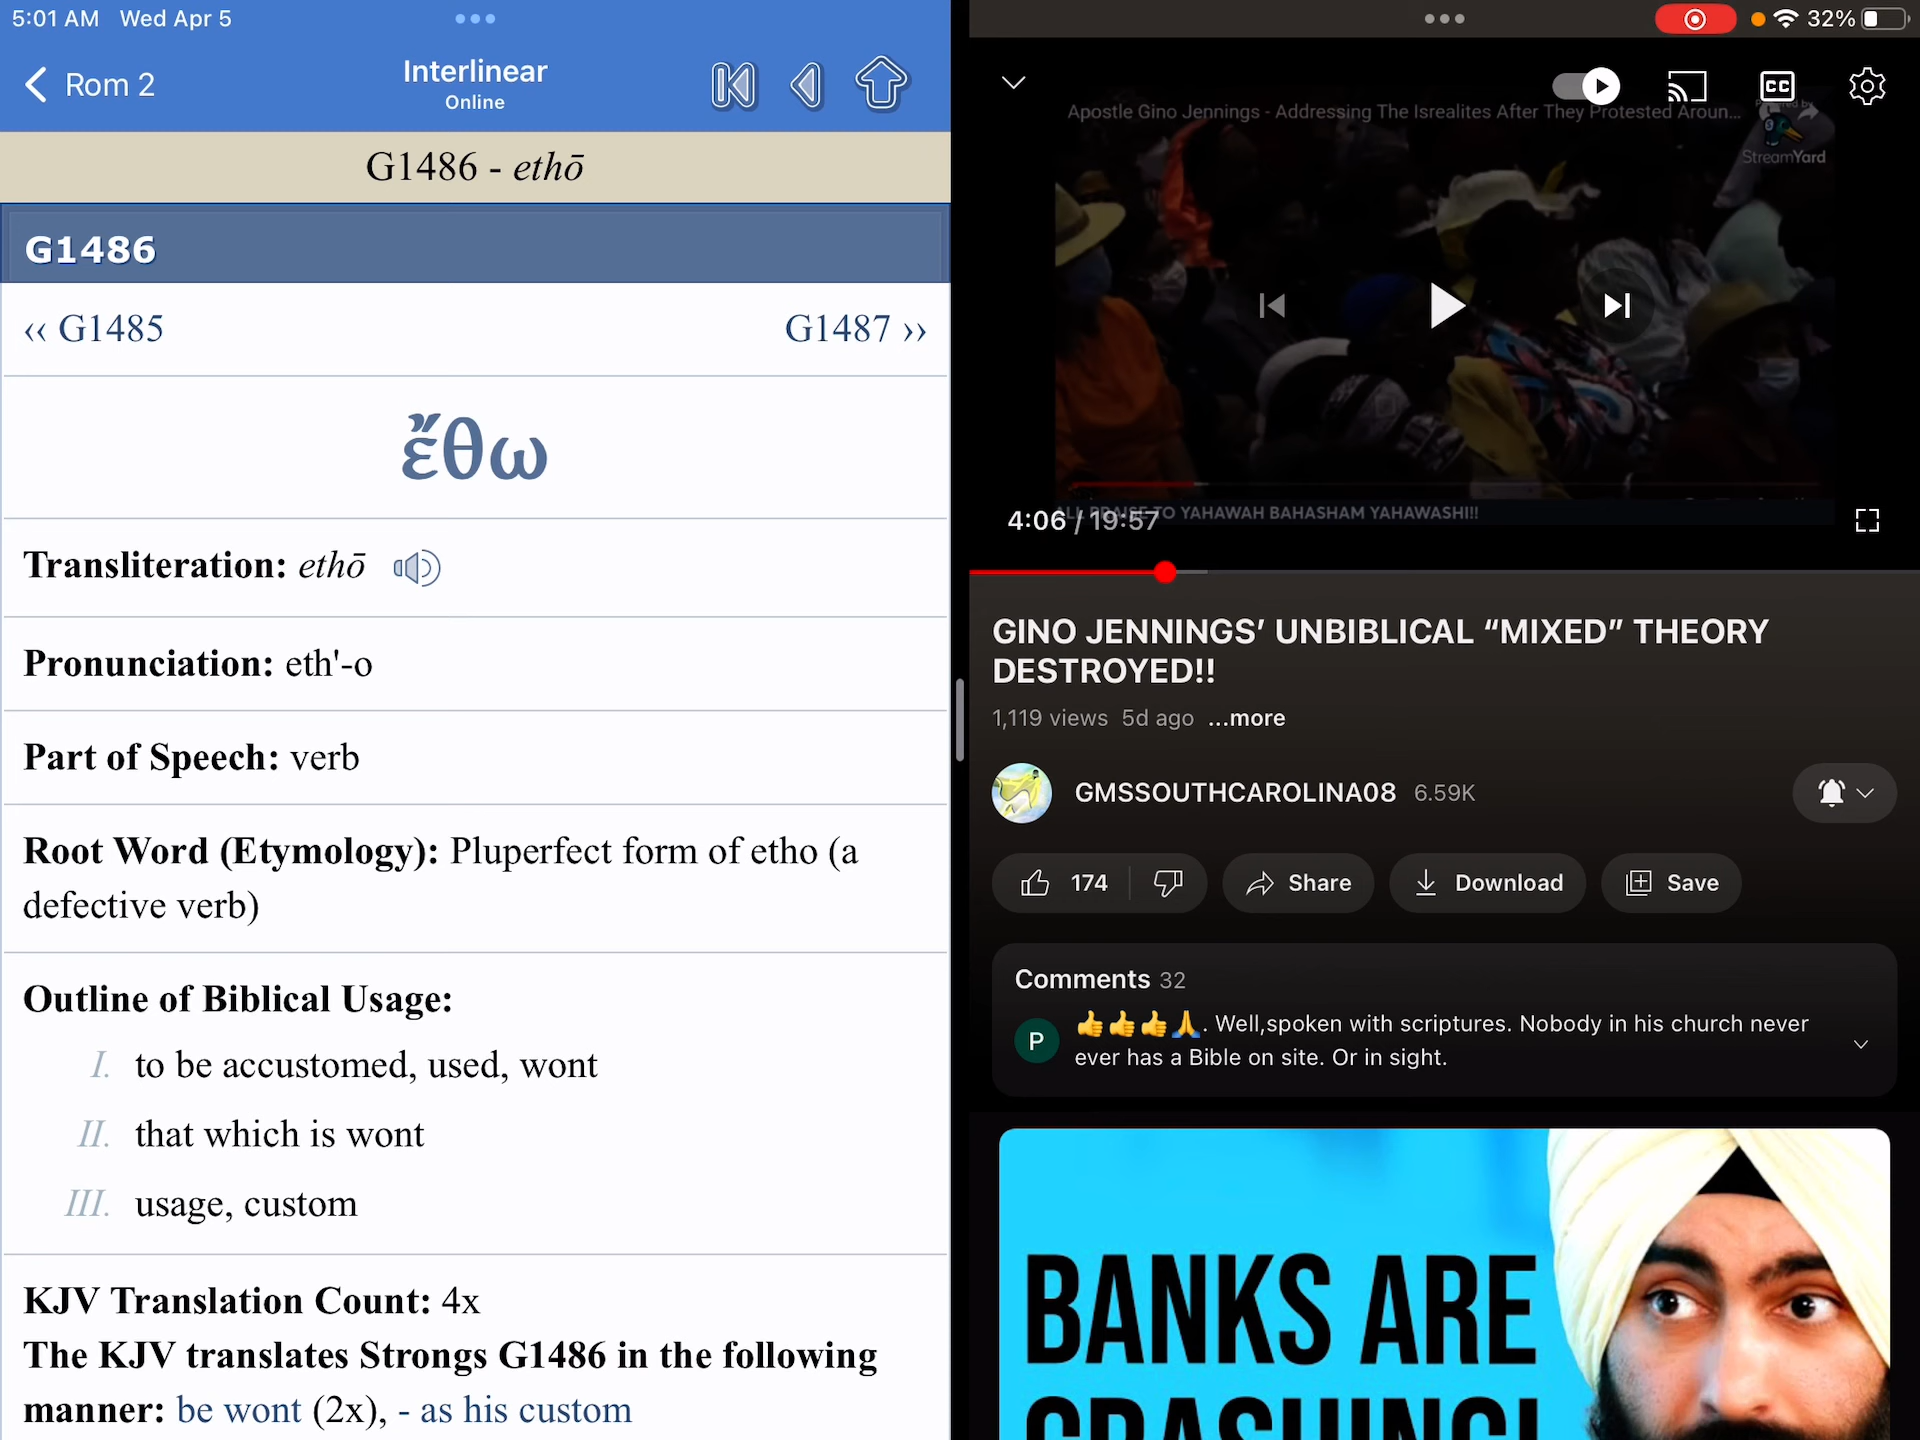 5:01 AM Wed Apr 5
Rom 2
Interlinear
Online
G1486 - ethō
G1486
‹‹ G1485
G1487 ››
ἔθω
Transliteration: ethō
Pronunciation: eth'-o
Part of Speech: verb
Root Word (Etymology): Pluperfect form of etho (a
defective verb)
Outline of Biblical Usage:
I. to be accustomed, used, wont
II. that which is wont
III. usage, custom
KJV Translation Count: 4x
The KJV translates Strongs G1486 in the following
manner: be wont (2x), - as his custom
32%
CC
Apostle Gino Jennings - Addressing The Isrealites After They Protested Aroun...
StreamYard
ALL PRAISE TO YAHAWAH BAHASHAM YAHAWASHI!!
4:06 / 19:57
GINO JENNINGS’ UNBIBLICAL “MIXED” THEORY
DESTROYED!!
1,119 views 5d ago ...more
GMSSOUTHCAROLINA08 6.59K
174
Share
Download
Save
Comments 32
P
👍👍👍🙏. Well,spoken with scriptures. Nobody in his church never
ever has a Bible on site. Or in sight.
BANKS ARE
CRASHING!